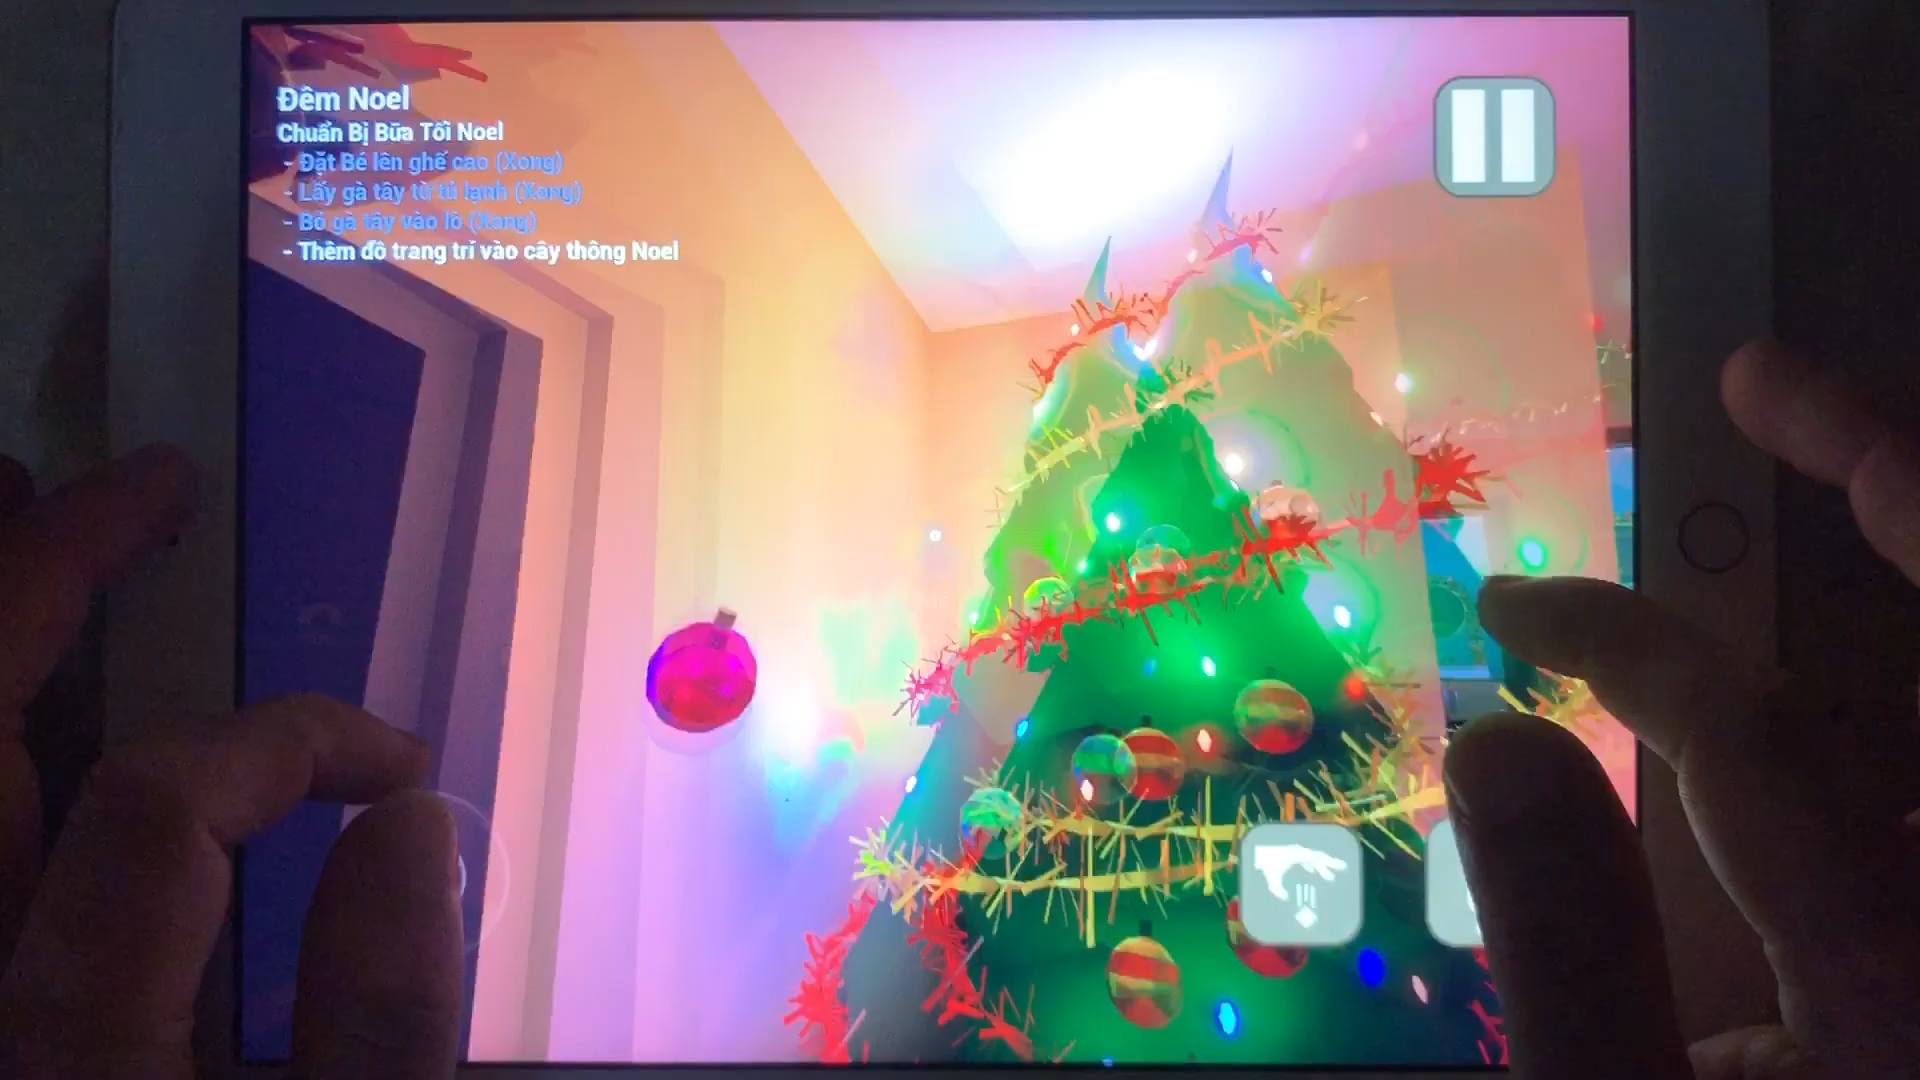 Đêm Noel
Chuẩn Bị Bữa Tối Noel
- Đặt Bé lên ghế cao (Xong)
- Lấy gà tây từ tủ lạnh (Xong)
- Bỏ gà tây vào lò (Xong)
- Thêm đồ trang trí vào cây thông Noel